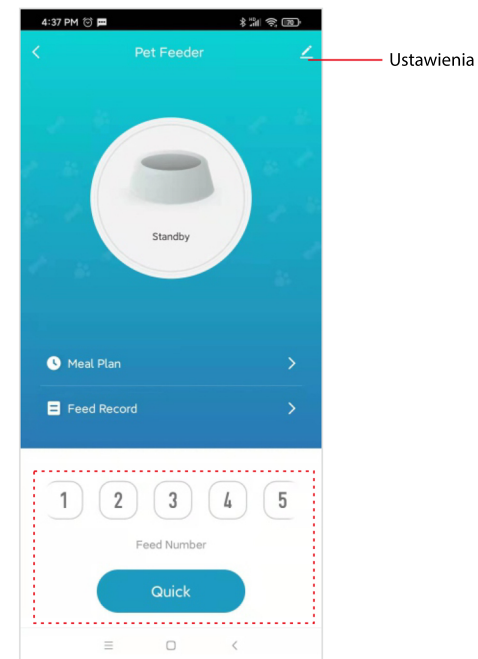 4:37 PM
70
Pet Feeder
Ustawienia
Standby
Meal Plan
Feed Record
1 2 3 4 5
Feed Number
Quick